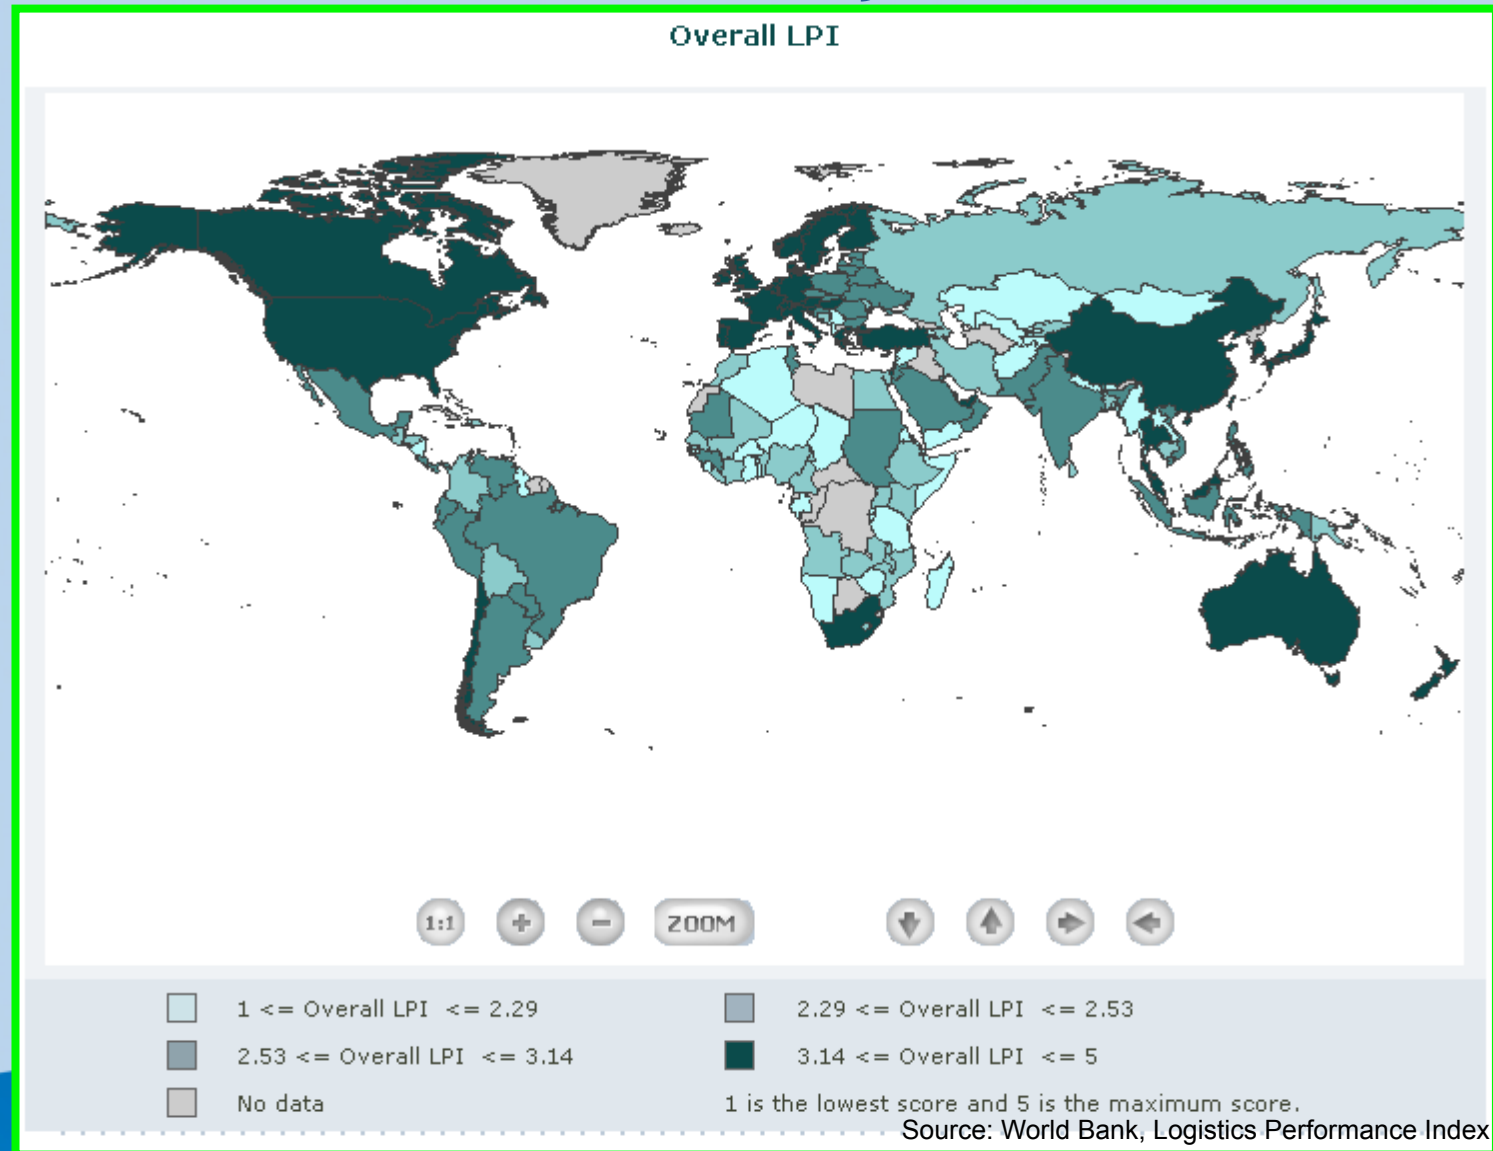 Overall LPI
1:1 + - ZOOM
1 <= Overall LPI <= 2.29
2.29 <= Overall LPI <= 2.53
2.53 <= Overall LPI <= 3.14
3.14 <= Overall LPI <= 5
No data
1 is the lowest score and 5 is the maximum score.
Source: World Bank, Logistics Performance Index